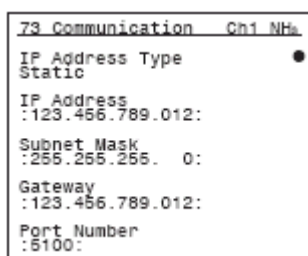 73 Communication Ch1 NH₃
IP Address Type
Static
IP Address
:123.456.789.012:
Subnet Mask
:255.255.255. 0:
Gateway
:123.456.789.012:
Port Number
:5100: